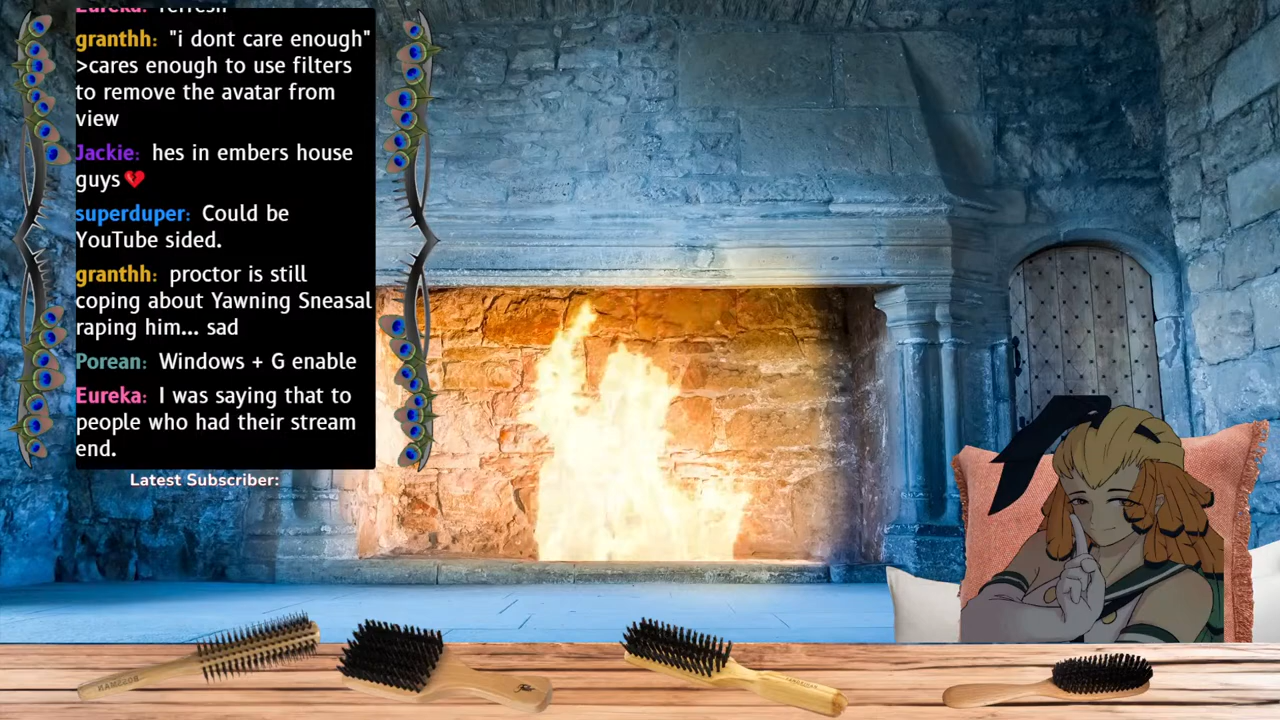 Eureka: refresh
granthh: "i dont care enough"
>cares enough to use filters
to remove the avatar from
view
Jackie: hes in embers house
guys
superduper: Could be
YouTube sided.
granthh: proctor is still
coping about Yawning Sneasal
raping him... sad
Porean: Windows + G enable
Eureka: I was saying that to
people who had their stream
end.
Latest Subscriber: